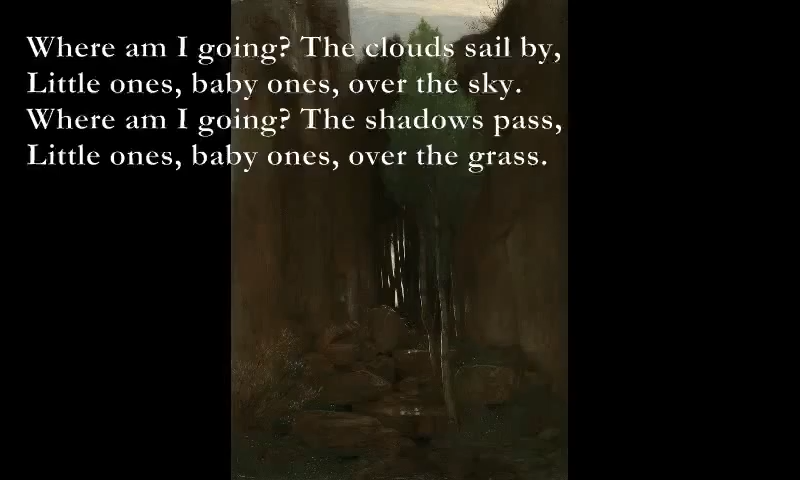 Where am I going? The clouds sail by,
Little ones, baby ones, over the sky.
Where am I going? The shadows pass,
Little ones, baby ones, over the grass.